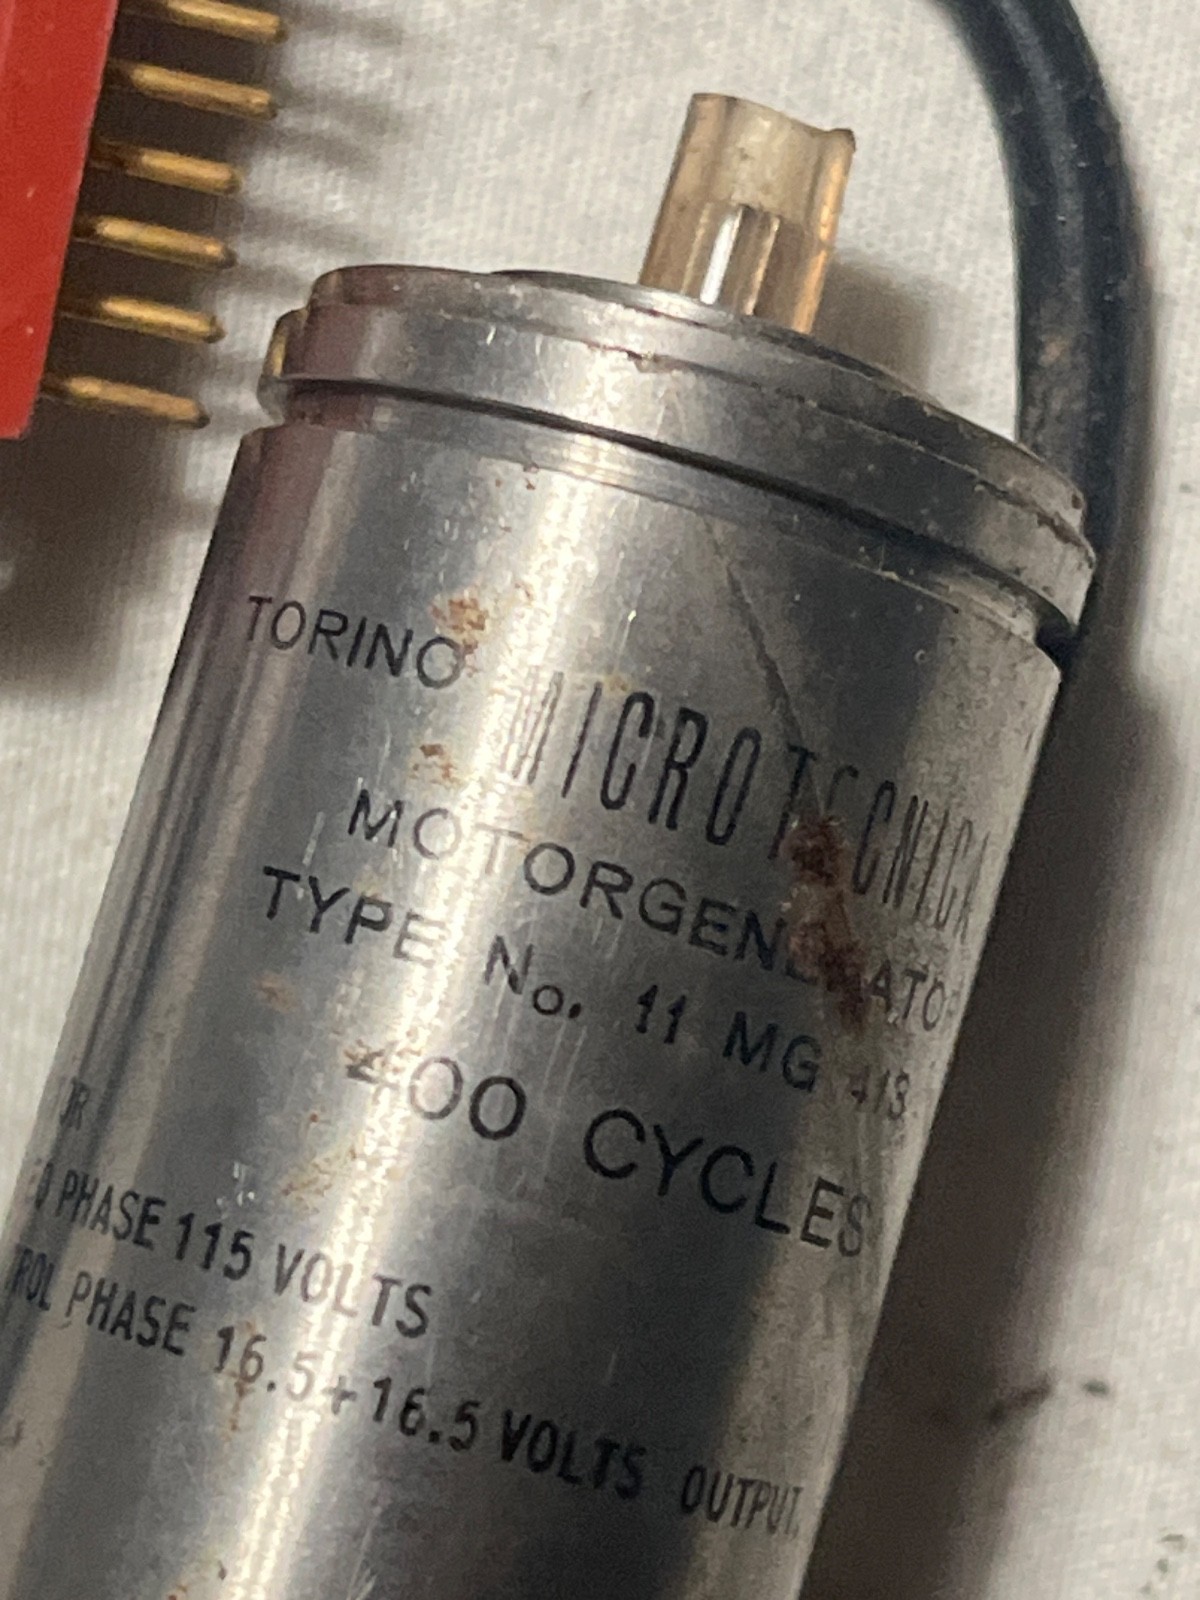 TORINO MICROTECNICA
MOTORGENERATOR
TYPE No. 11 MG 413
400 CYCLES
PHASE 115 VOLTS
PHASE 16.5+16.5 VOLTS OUTPUT